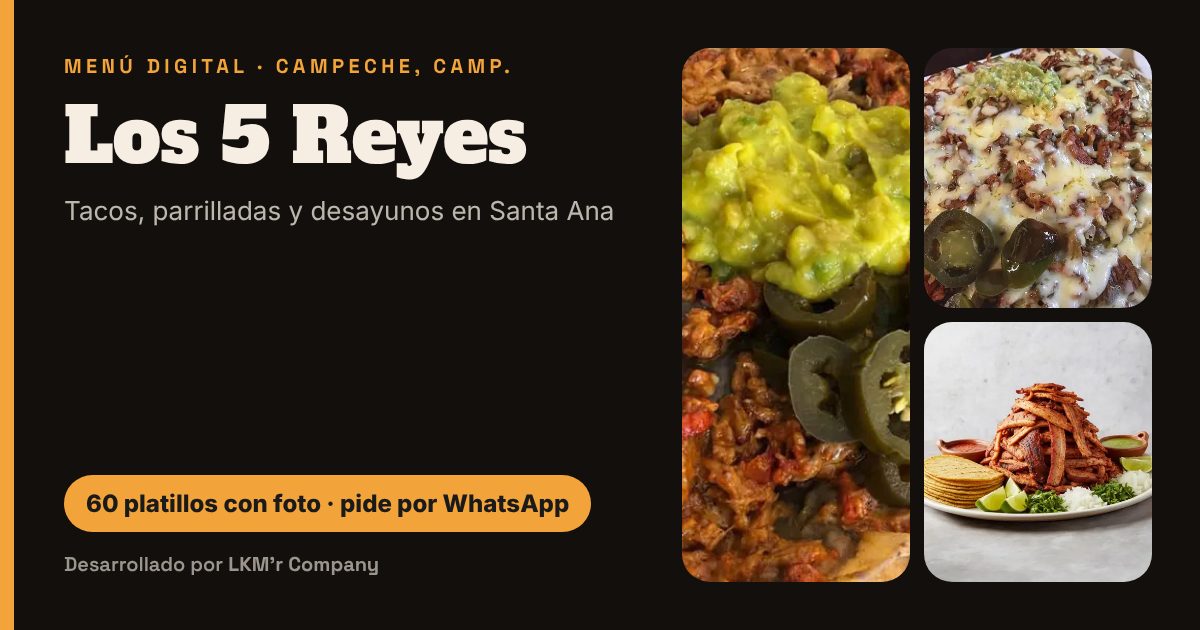 MENÚ DIGITAL · CAMPECHE, CAMP.
Los 5 Reyes
Tacos, parrilladas y desayunos en Santa Ana
60 platillos con foto · pide por WhatsApp
Desarrollado por LKM’r Company